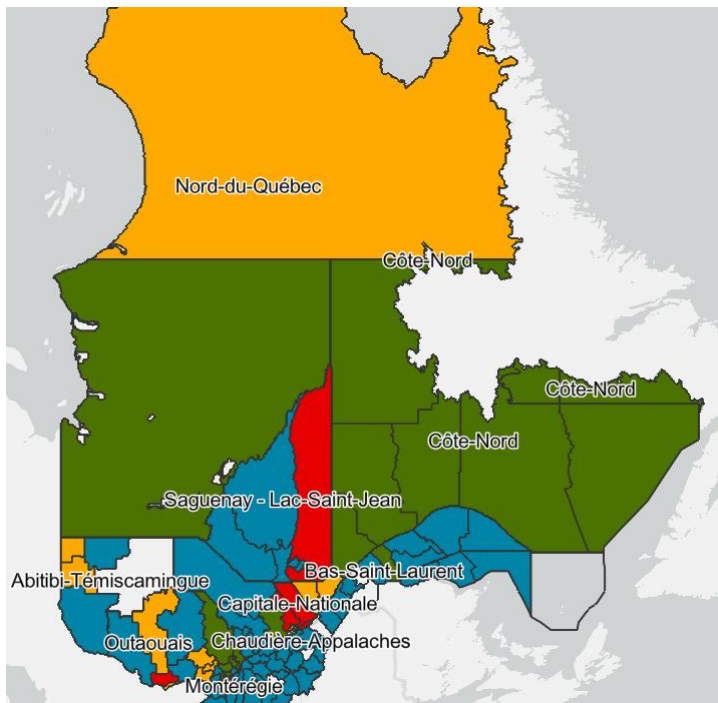 Nord-du-Québec
Côte-Nord
Côte-Nord
Côte-Nord
Saguenay - Lac-Saint-Jean
Bas-Saint-Laurent
Abitibi-Témiscamingue
Capitale-Nationale
Outaouais
Chaudière-Appalaches
Montérégie